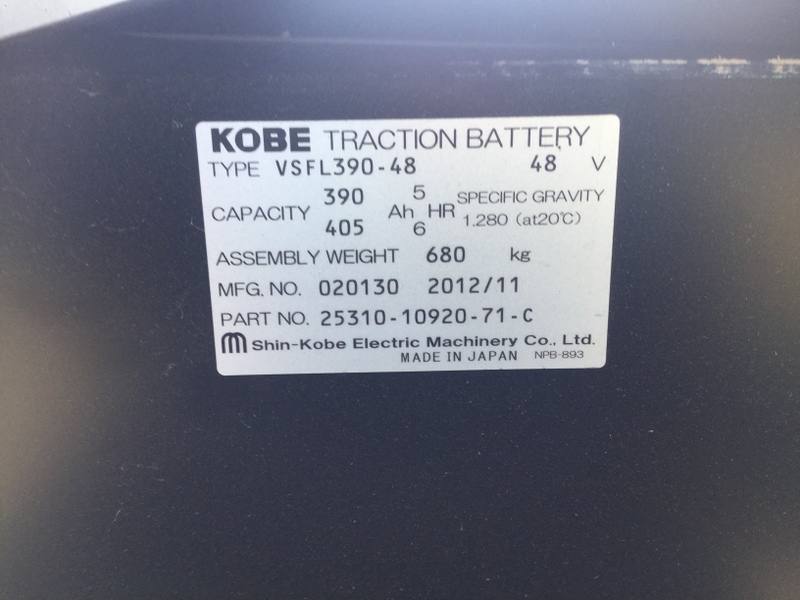 KOBE TRACTION BATTERY
TYPE VSFL390-48 48 V
CAPACITY 390 Ah 5 HR SPECIFIC GRAVITY
405 6 1.280 (at20℃)
ASSEMBLY WEIGHT 680 kg
MFG. NO. 020130 2012/11
PART NO. 25310-10920-71-C
Shin-Kobe Electric Machinery Co., Ltd.
MADE IN JAPAN NPB-893